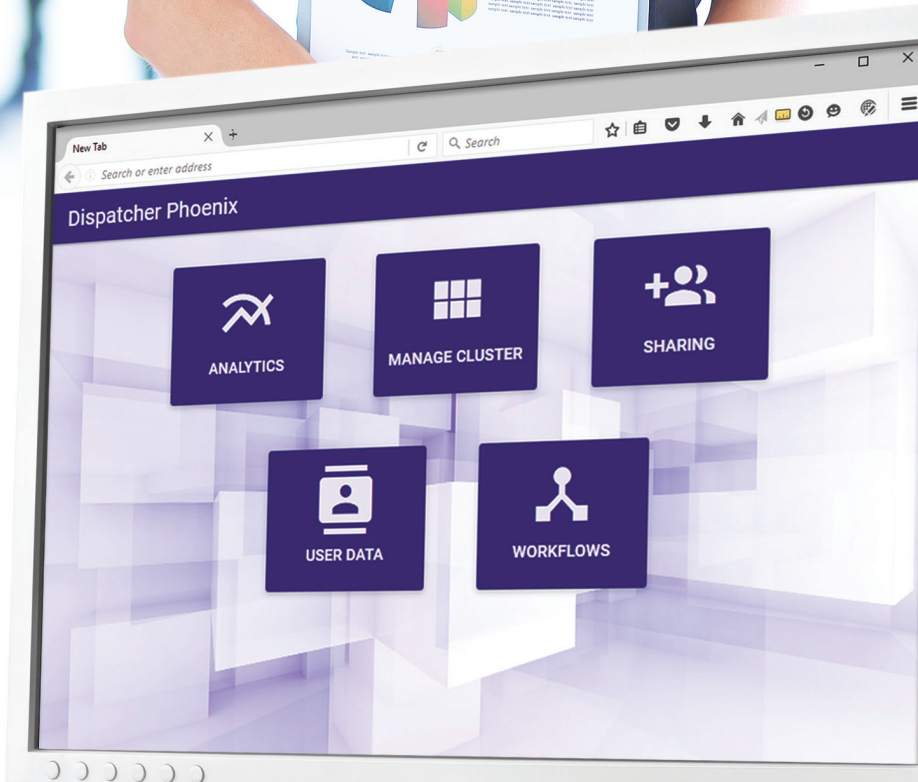 New Tab
Search or enter address
Search
Dispatcher Phoenix
ANALYTICS
MANAGE CLUSTER
SHARING
USER DATA
WORKFLOWS